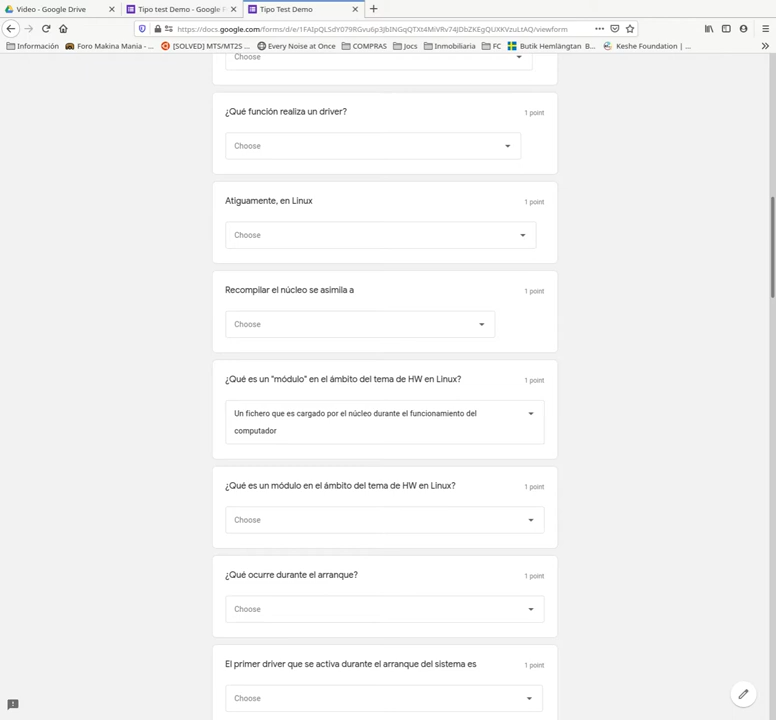 Video - Google Drive
Tipo test Demo - Google F
Tipo Test Demo
https://docs.google.com/forms/d/e/1FAIpQLSdY079RGvu6p3JbINGqQTXt4MiVRv74JDbZKEgQUXKVzuLtAQ/viewform
Información
Foro Makina Mania - ...
[SOLVED] MTS/MT2S ...
Every Noise at Once
COMPRAS
Jocs
Inmobiliaria
FC
Butik Hemlängtan B...
Keshe Foundation | ...
Choose
¿Qué función realiza un driver?
1 point
Choose
Atiguamente, en Linux
1 point
Choose
Recompilar el núcleo se asimila a
1 point
Choose
¿Qué es un "módulo" en el ámbito del tema de HW en Linux?
1 point
Un fichero que es cargado por el núcleo durante el funcionamiento del
computador
¿Qué es un módulo en el ámbito del tema de HW en Linux?
1 point
Choose
¿Qué ocurre durante el arranque?
1 point
Choose
El primer driver que se activa durante el arranque del sistema es
1 point
Choose